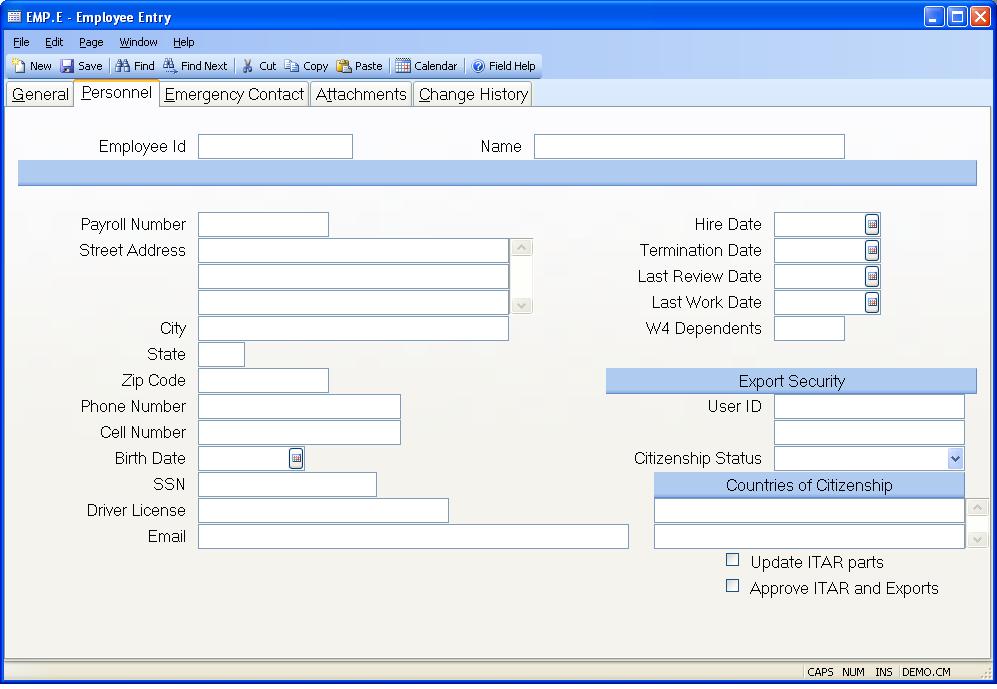 EMP.E - Employee Entry
File Edit Page Window Help
New Save Find Find Next Cut Copy Paste Calendar Field Help
General Personnel Emergency Contact Attachments Change History
Employee Id Name
Payroll Number Hire Date
Street Address Termination Date
Last Review Date
Last Work Date
City W4 Dependents
State
Zip Code Export Security
Phone Number User ID
Cell Number
Birth Date Citizenship Status
SSN Countries of Citizenship
Driver License
Email
Update ITAR parts
Approve ITAR and Exports
CAPS NUM INS DEMO.CM